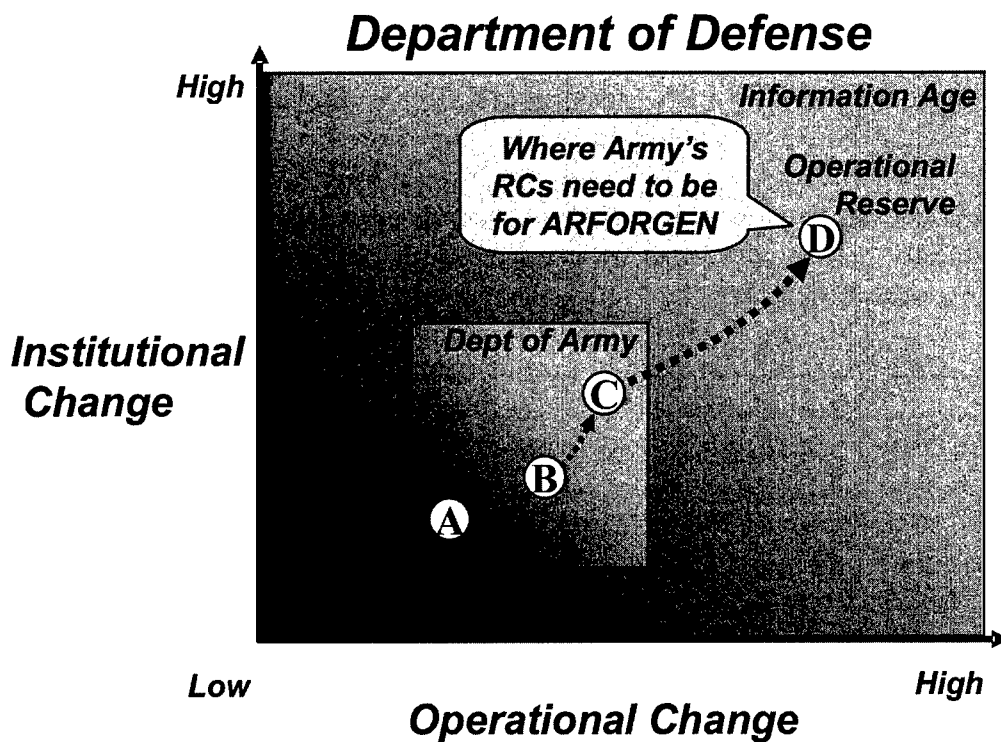 Department of Defense
High
Information Age
Where Army's
RCs need to be
for ARFORGEN
Operational
Reserve
D
Institutional
Change
Dept of Army
C
B
A
Low
High
Operational Change